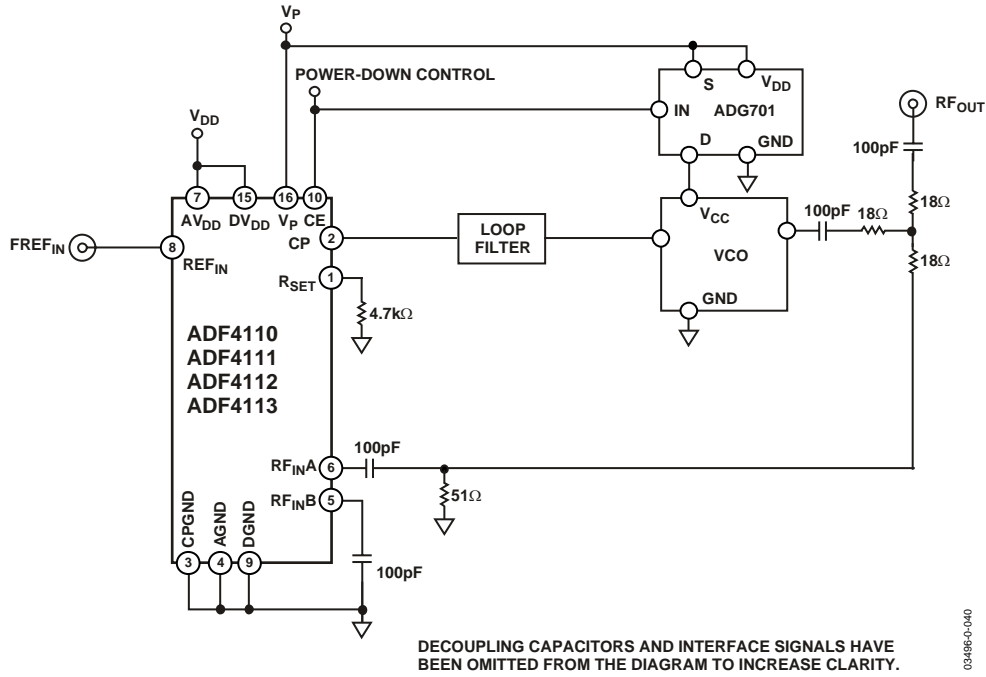 VP
POWER-DOWN CONTROL
VDD
S
VDD
IN
ADG701
D
GND
RFOUT
100pF
18Ω
7
15
16
10
AVDD
DVDD
VP
CE
FREFIN
8
REFIN
CP
2
LOOP
FILTER
VCC
VCO
GND
100pF
18Ω
18Ω
RSET
1
4.7kΩ
ADF4110
ADF4111
ADF4112
ADF4113
RFINA
6
100pF
51Ω
RFINB
5
100pF
CPGND
AGND
DGND
3
4
9
DECOUPLING CAPACITORS AND INTERFACE SIGNALS HAVE
BEEN OMITTED FROM THE DIAGRAM TO INCREASE CLARITY.
03496-0-040